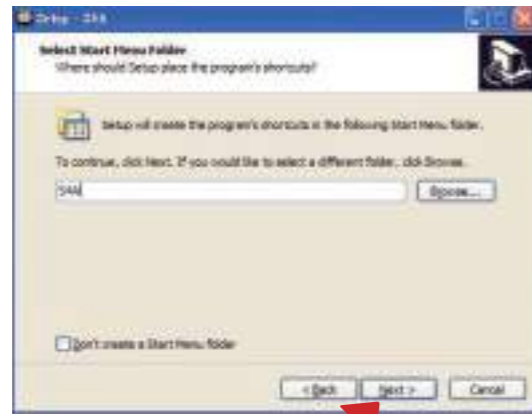 Setup - S4A
Select Start Menu Folder
Where should Setup place the program's shortcuts?
Setup will create the program's shortcuts in the following Start Menu folder.
To continue, click Next. If you would like to select a different folder, click Browse.
S4A
Browse...
Don't create a Start Menu folder
< Back
Next >
Cancel